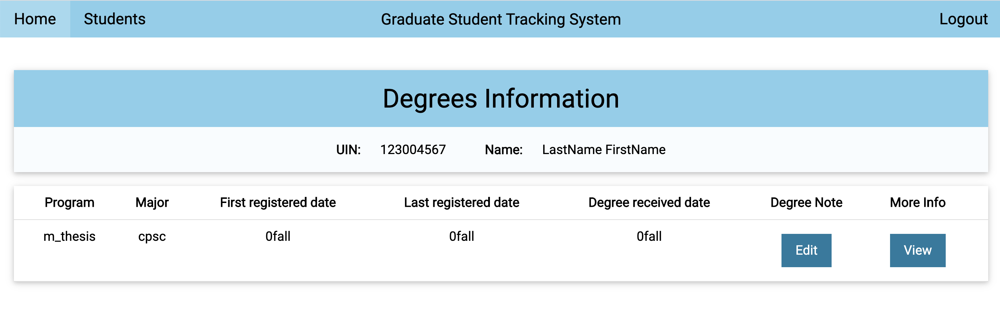 Home Students Graduate Student Tracking System Logout
Degrees Information
UIN: 123004567 Name: LastName FirstName
Program Major First registered date Last registered date Degree received date Degree Note More Info
m_thesis cpsc 0fall 0fall 0fall Edit View